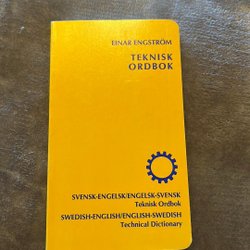 EINAR ENGSTRÖM
TEKNISK
ORDBOK
SVENSK-ENGELSK/ENGELSK-SVENSK
Teknisk Ordbok
SWEDISH-ENGLISH/ENGLISH-SWEDISH
Technical Dictionary